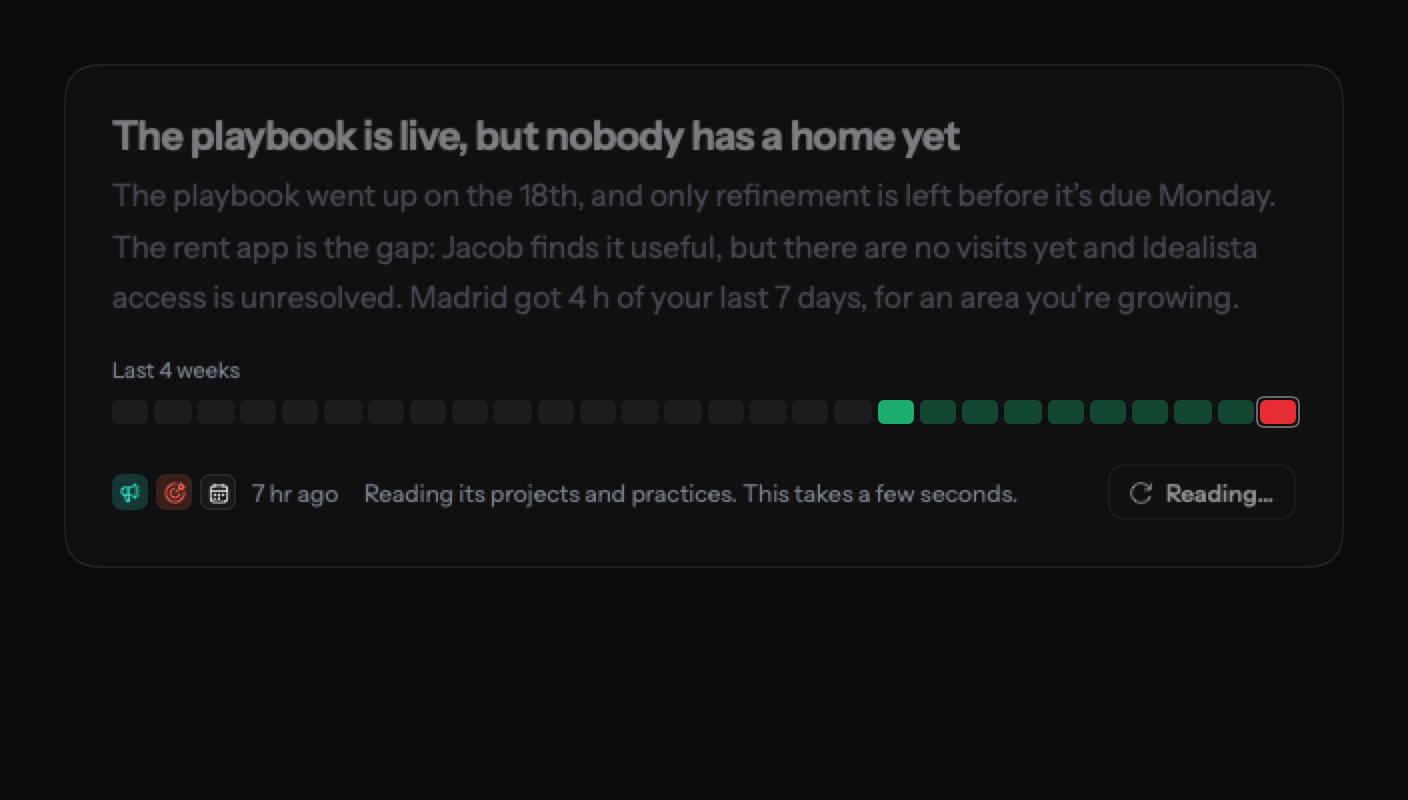 The playbook is live, but nobody has a home yet
The playbook went up on the 18th, and only refinement is left before it’s due Monday.
The rent app is the gap: Jacob finds it useful, but there are no visits yet and Idealista
access is unresolved. Madrid got 4 h of your last 7 days, for an area you’re growing.
Last 4 weeks
7 hr ago Reading its projects and practices. This takes a few seconds. Reading...